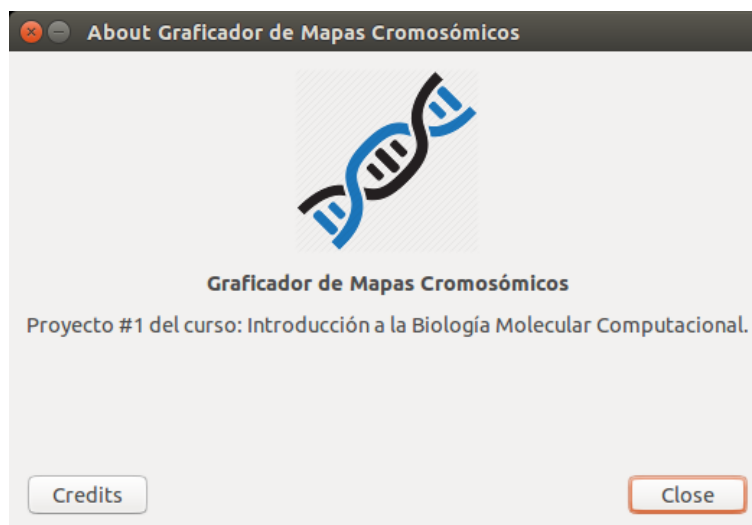 About Graficador de Mapas Cromosómicos
Graficador de Mapas Cromosómicos
Proyecto #1 del curso: Introducción a la Biología Molecular Computacional.
Credits
Close